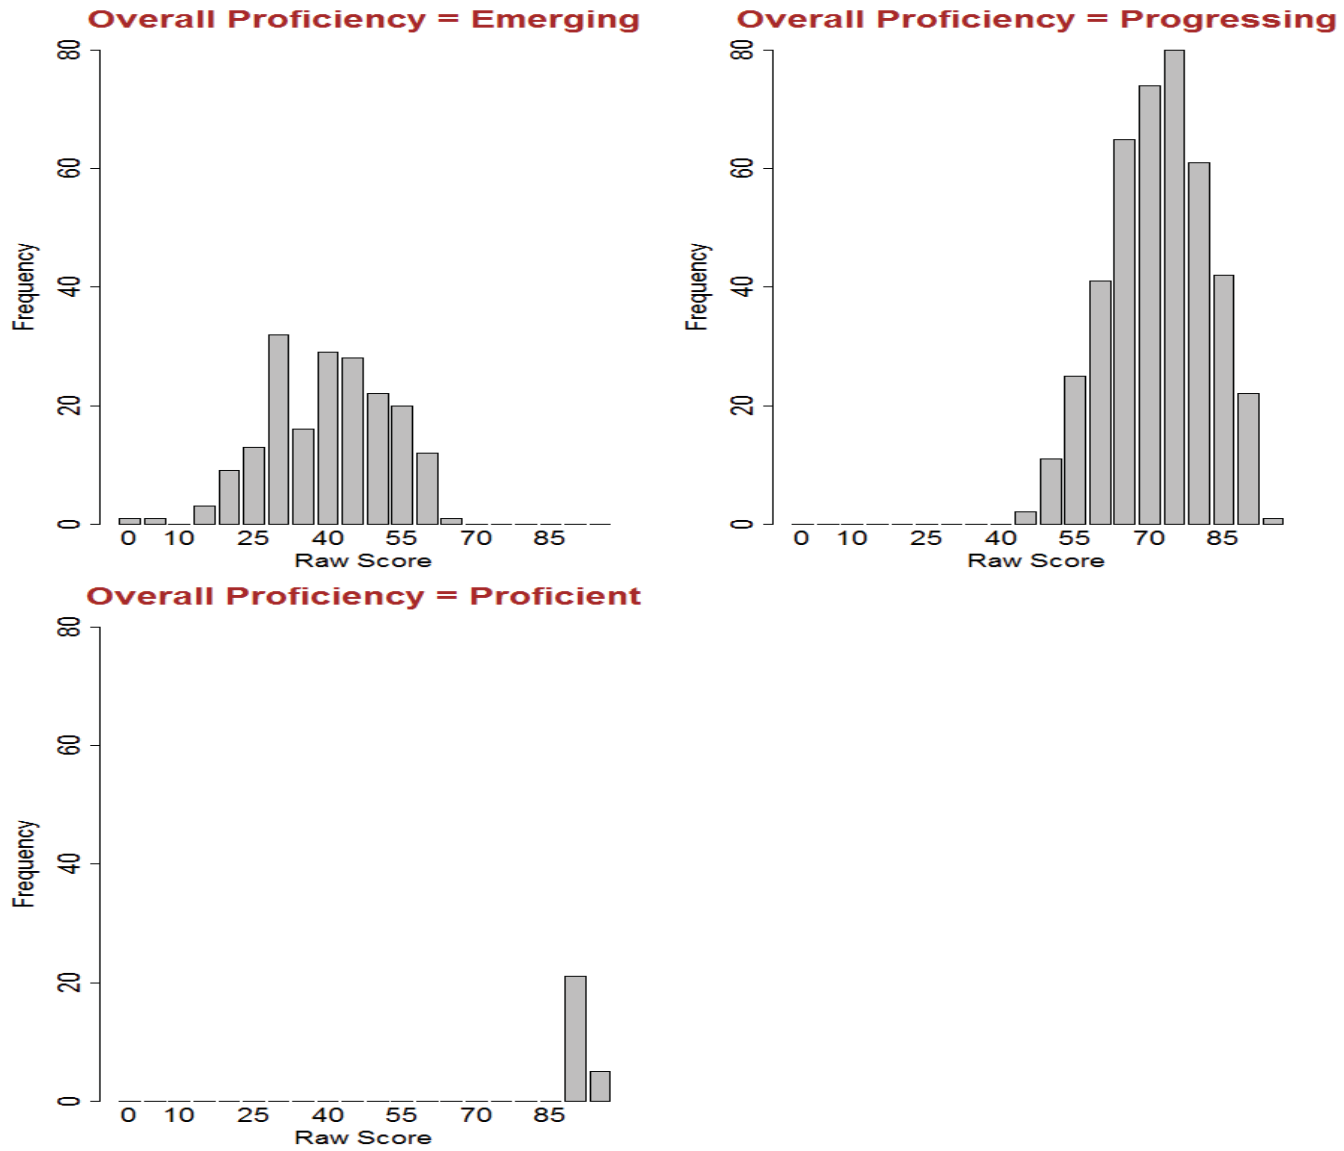 Overall Proficiency = Emerging
80
60
40
20
0
Frequency
0 10 25 40 55 70 85
Raw Score
Overall Proficiency = Progressing
80
60
40
20
0
Frequency
0 10 25 40 55 70 85
Raw Score
Overall Proficiency = Proficient
80
60
40
20
0
Frequency
0 10 25 40 55 70 85
Raw Score